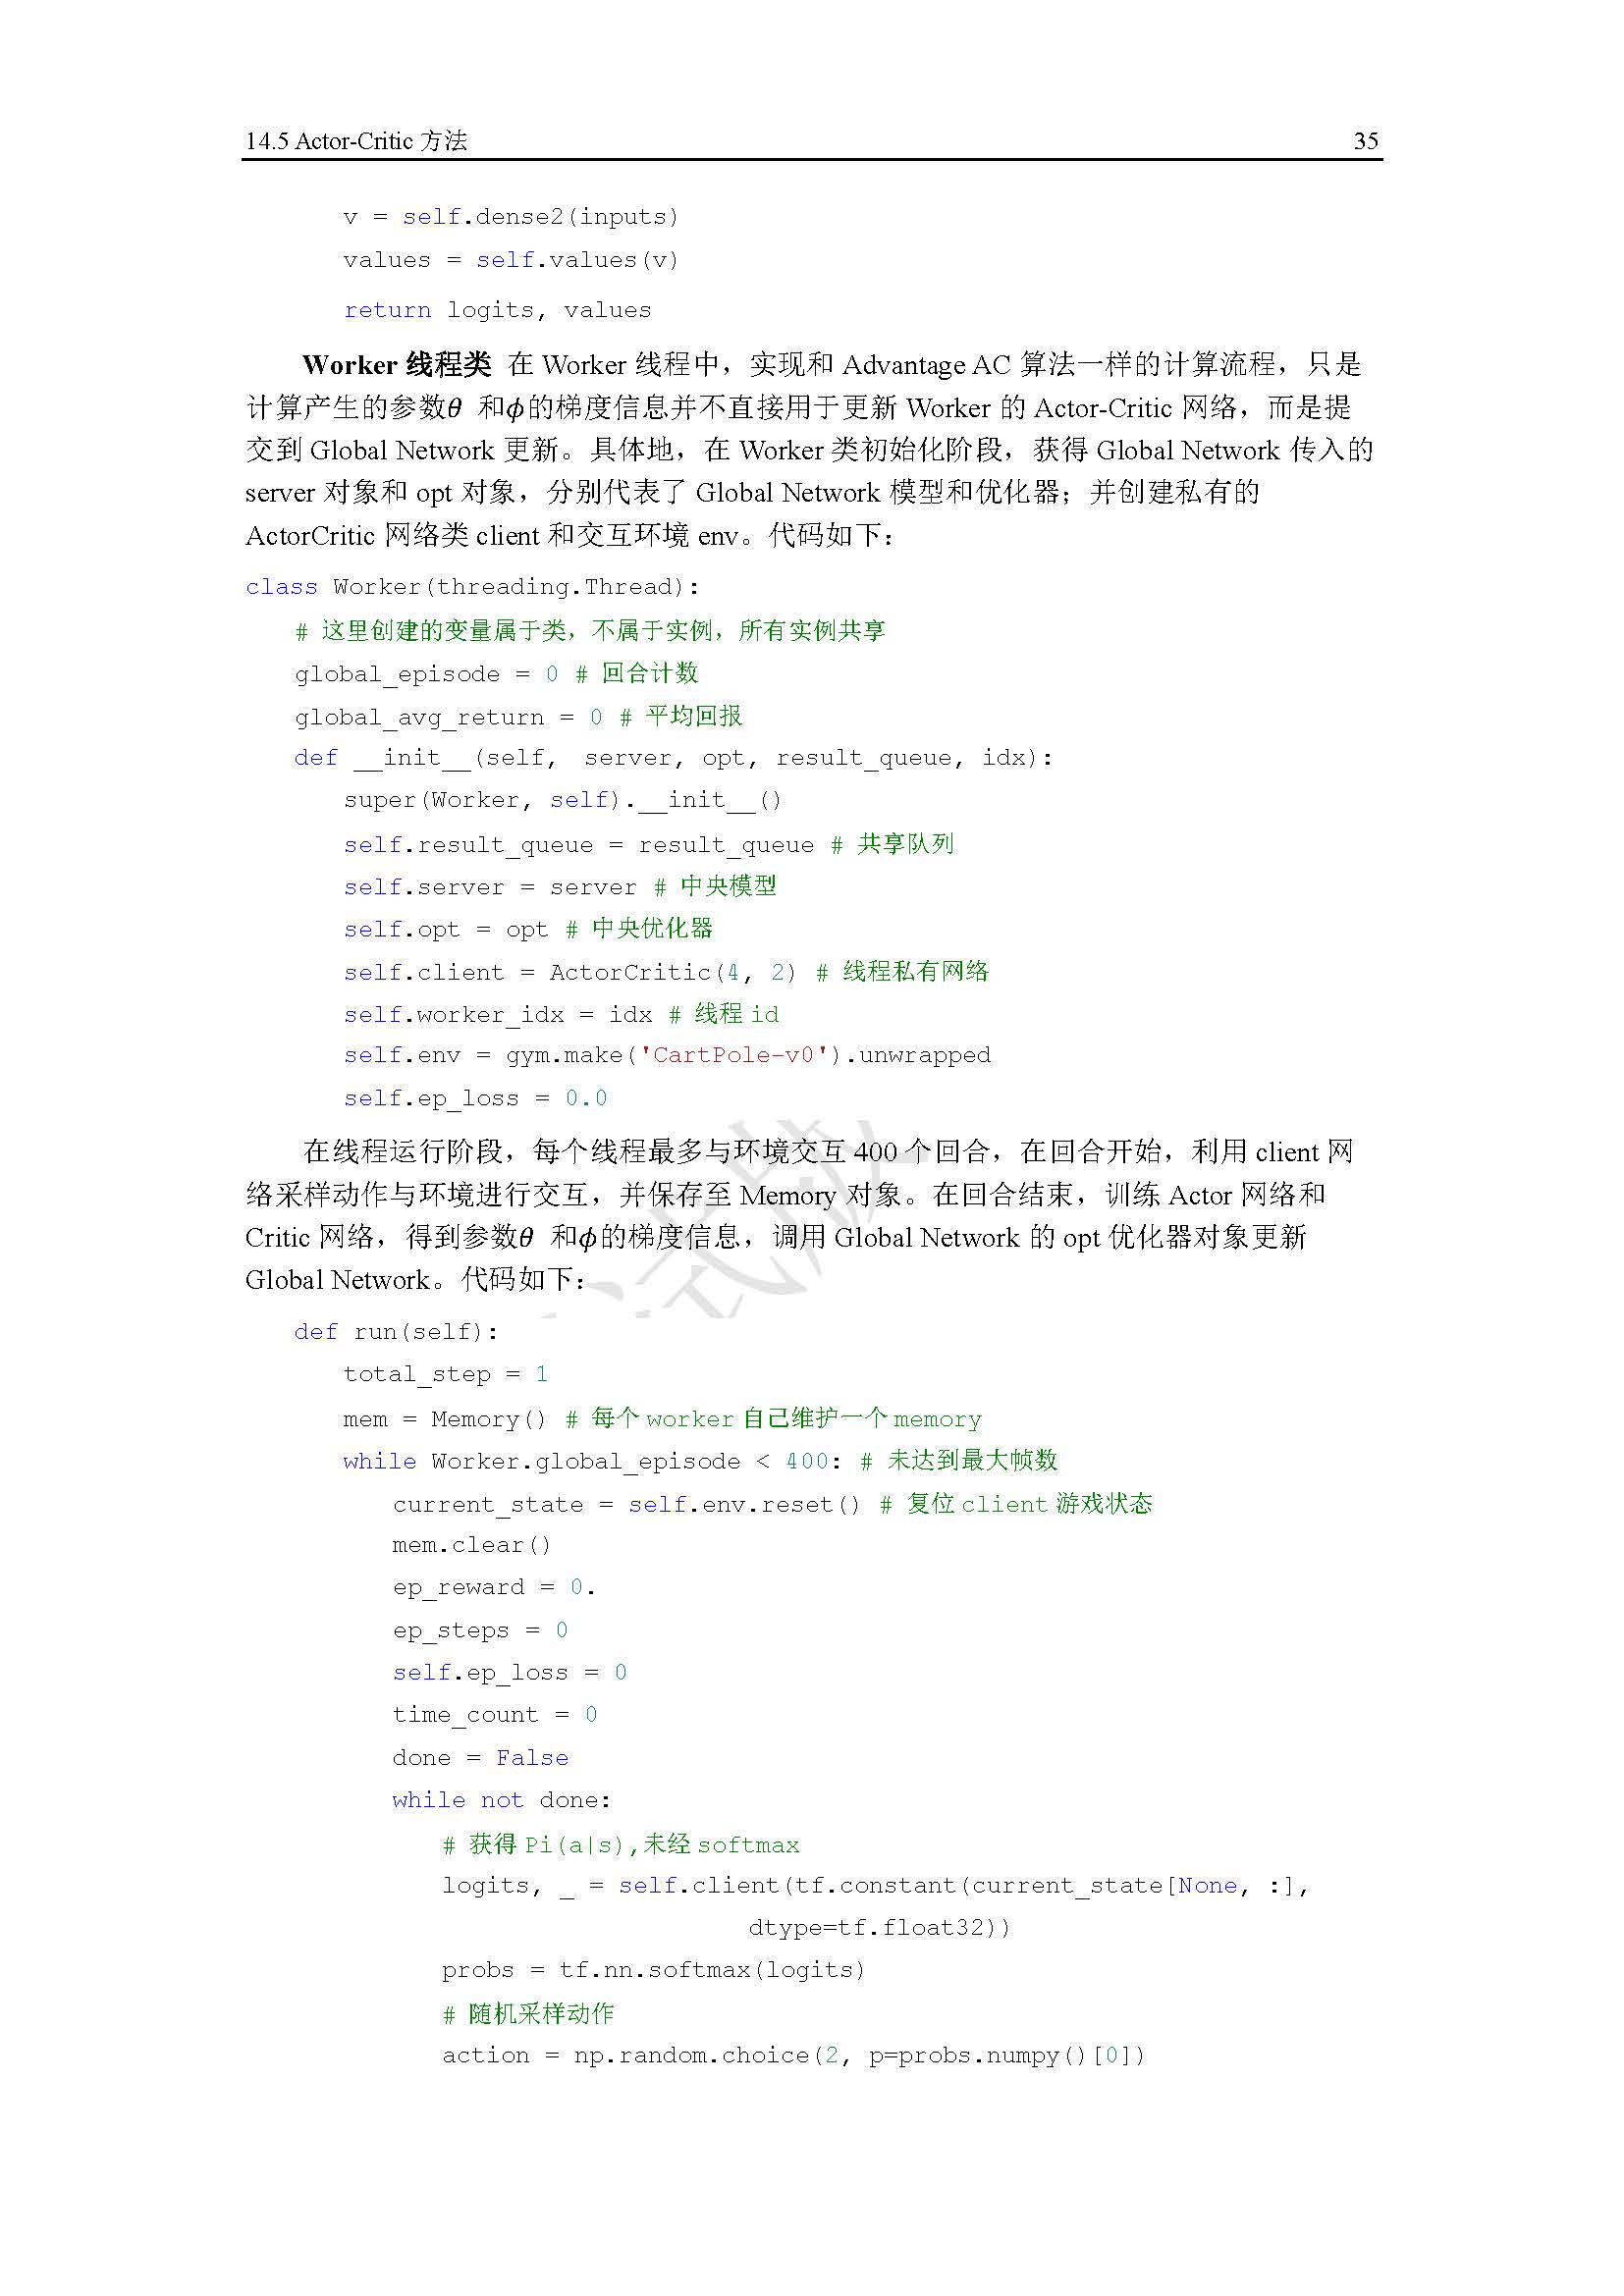 14.5 Actor-Critic 方法 35
v = self.dense2(inputs)
values = self.values(v)
return logits, values
Worker 线程类 在 Worker 线程中，实现和 Advantage AC 算法一样的计算流程，只是
计算产生的参数θ 和ϕ的梯度信息并不直接用于更新 Worker 的 Actor-Critic 网络，而是提
交到 Global Network 更新。具体地，在 Worker 类初始化阶段，获得 Global Network 传入的
server 对象和 opt 对象，分别代表了 Global Network 模型和优化器；并创建私有的
ActorCritic 网络类 client 和交互环境 env。代码如下：
class Worker(threading.Thread):
# 这里创建的变量属于类，不属于实例，所有实例共享
global_episode = 0 # 回合计数
global_avg_return = 0 # 平均回报
def __init__(self, server, opt, result_queue, idx):
super(Worker, self).__init__()
self.result_queue = result_queue # 共享队列
self.server = server # 中央模型
self.opt = opt # 中央优化器
self.client = ActorCritic(4, 2) # 线程私有网络
self.worker_idx = idx # 线程 id
self.env = gym.make('CartPole-v0').unwrapped
self.ep_loss = 0.0
在线程运行阶段，每个线程最多与环境交互 400 个回合，在回合开始，利用 client 网
络采样动作与环境进行交互，并保存至 Memory 对象。在回合结束，训练 Actor 网络和
Critic 网络，得到参数θ 和ϕ的梯度信息，调用 Global Network 的 opt 优化器对象更新
Global Network。代码如下：
def run(self):
total_step = 1
mem = Memory() # 每个 worker 自己维护一个 memory
while Worker.global_episode < 400: # 未达到最大帧数
current_state = self.env.reset() # 复位 client 游戏状态
mem.clear()
ep_reward = 0.
ep_steps = 0
self.ep_loss = 0
time_count = 0
done = False
while not done:
# 获得 Pi(a|s),未经 softmax
logits, _ = self.client(tf.constant(current_state[None, :],
dtype=tf.float32))
probs = tf.nn.softmax(logits)
# 随机采样动作
action = np.random.choice(2, p=probs.numpy()[0])